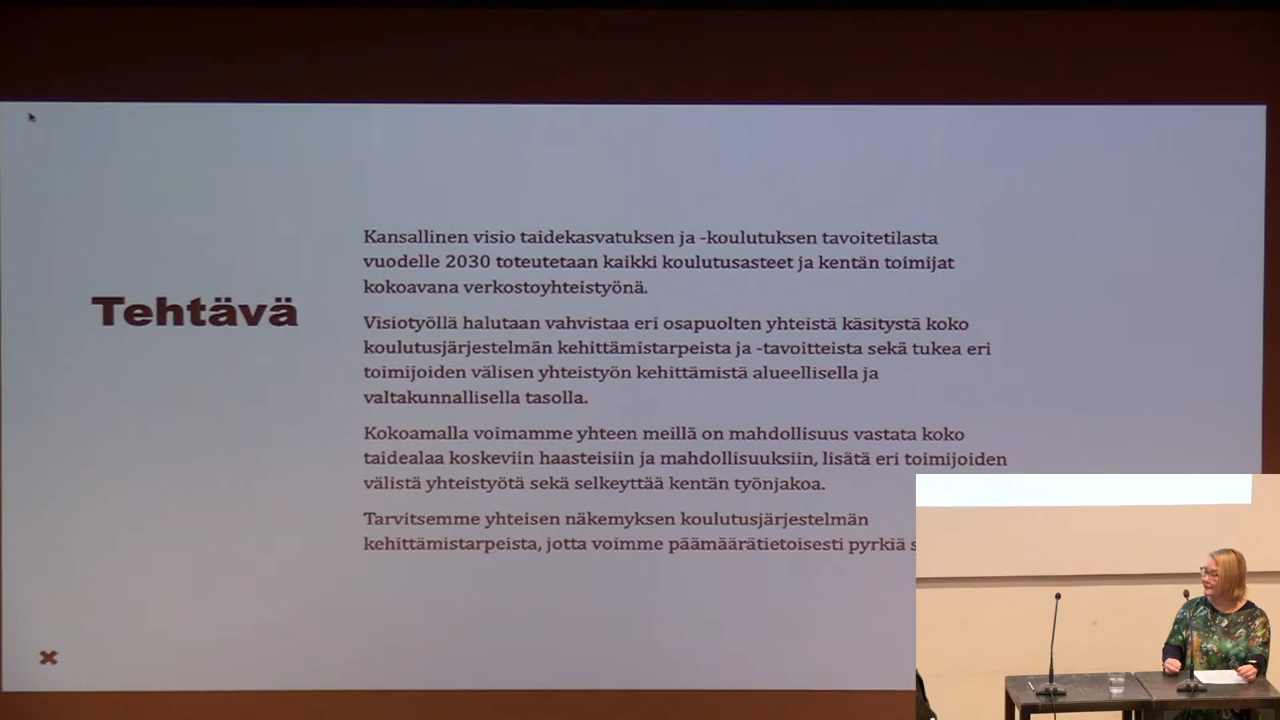 Tehtävä
Kansallinen visio taidekasvatuksen ja -koulutuksen tavoitetilasta
vuodelle 2030 toteutetaan kaikki koulutusasteet ja kentän toimijat
kokoavana verkostoyhteistyönä.
Visiotyöllä halutaan vahvistaa eri osapuolten yhteistä käsitystä koko
koulutusjärjestelmän kehittämistarpeista ja -tavoitteista sekä tukea eri
toimijoiden välisen yhteistyön kehittämistä alueellisella ja
valtakunnallisella tasolla.
Kokoamalla voimamme yhteen meillä on mahdollisuus vastata koko
taidealaa koskeviin haasteisiin ja mahdollisuuksiin, lisätä eri toimijoiden
välistä yhteistyötä sekä selkeyttää kentän työnjakoa.
Tarvitsemme yhteisen näkemyksen koulutusjärjestelmän
kehittämistarpeista, jotta voimme päämäärätietoisesti pyrkiä